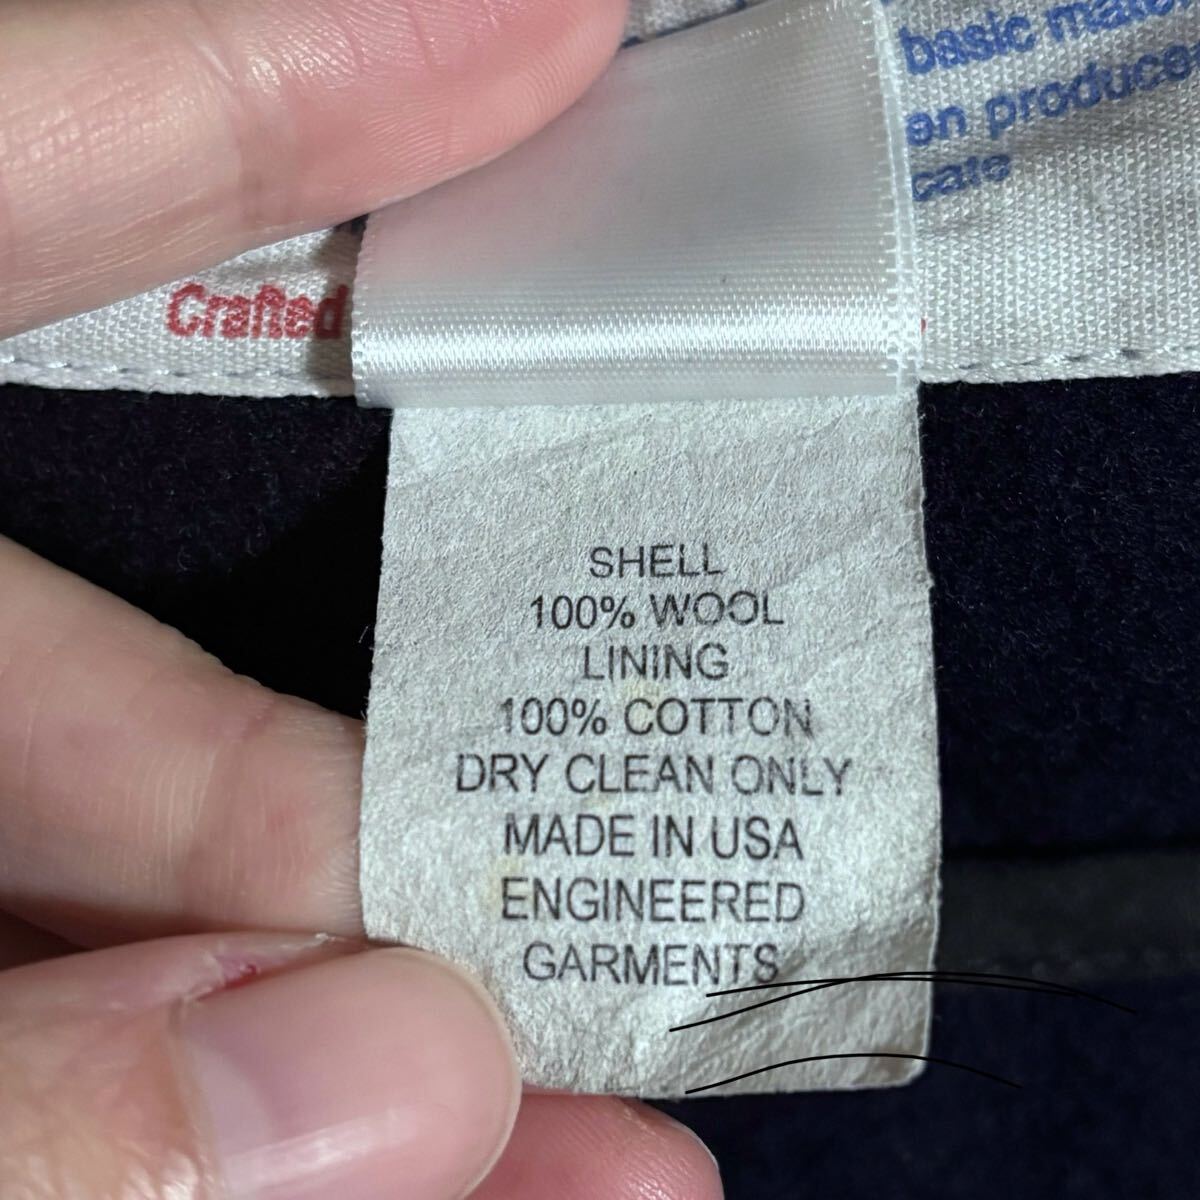 basic
en produce
cate
Crafted
SHELL
100% WOOL
LINING
100% COTTON
DRY CLEAN ONLY
MADE IN USA
ENGINEERED
GARMENTS